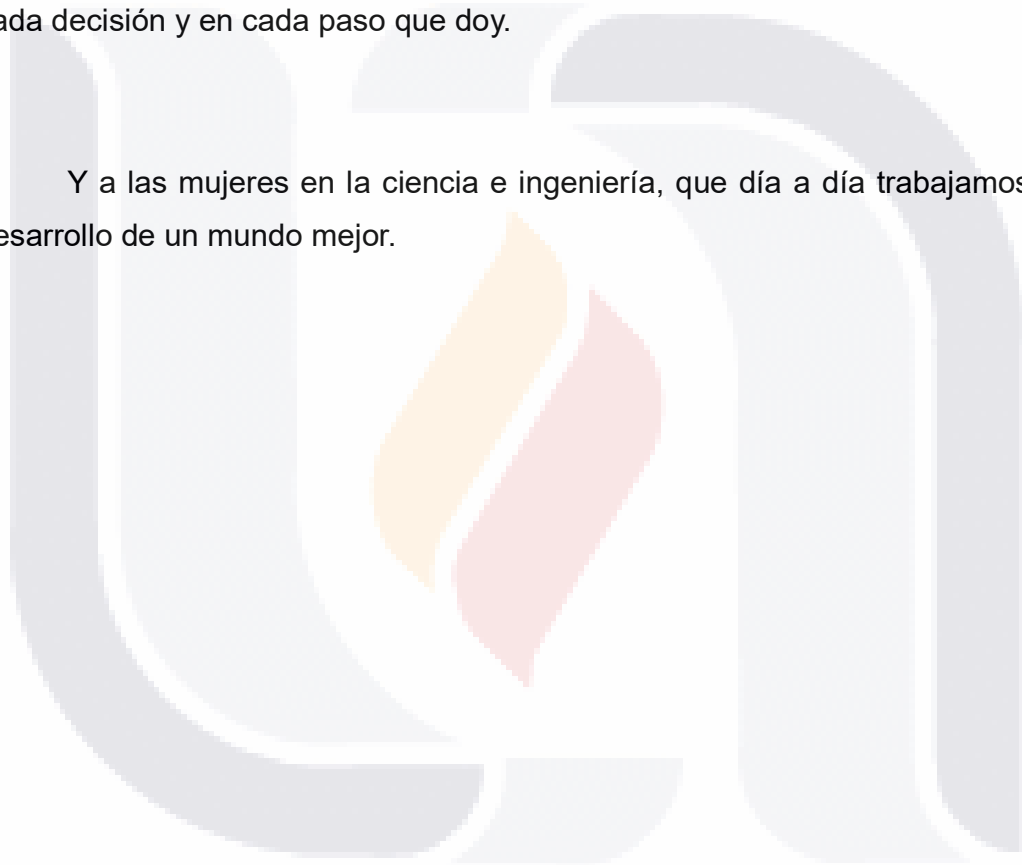 ada decisión y en cada paso que doy.
Y a las mujeres en la ciencia e ingeniería, que día a día trabajamos
esarrollo de un mundo mejor.